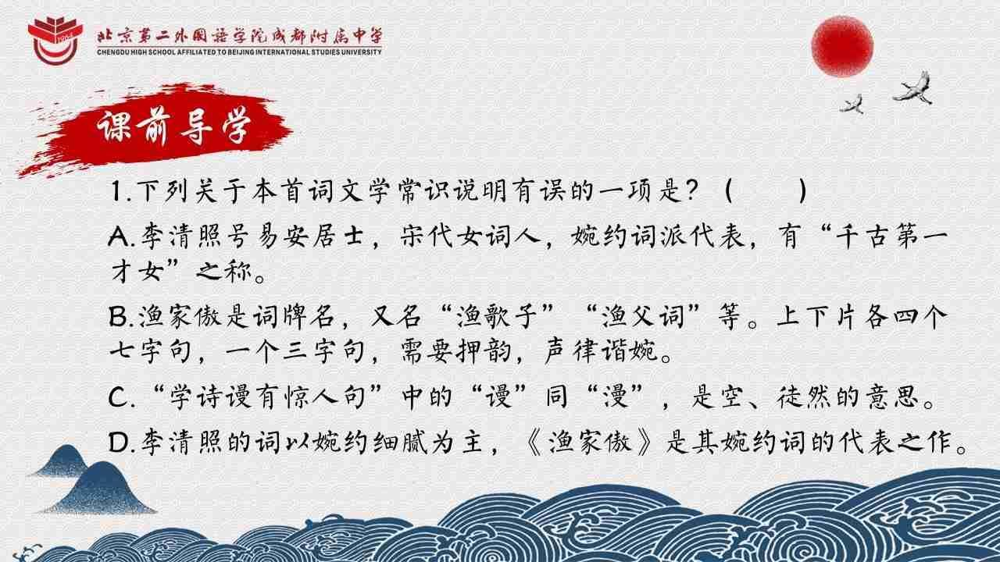 北京第二外国语学院成都附属中学
CHENGDU HIGH SCHOOL AFFILIATED TO BEIJING INTERNATIONAL STUDIES UNIVERSITY
1964
课前导学
1.下列关于本首词文学常识说明有误的一项是？（　　）
A.李清照号易安居士，宋代女词人，婉约词派代表，有“千古第一
才女”之称。
B.渔家傲是词牌名，又名“渔歌子”“渔父词”等。上下片各四个
七字句，一个三字句，需要押韵，声律谐婉。
C.“学诗谩有惊人句”中的“谩”同“漫”，是空、徒然的意思。
D.李清照的词以婉约细腻为主，《渔家傲》是其婉约词的代表之作。